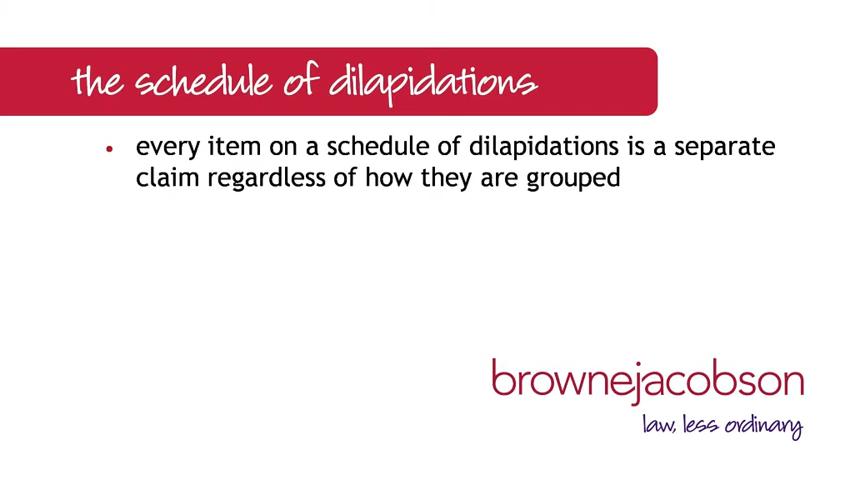 the schedule of dilapidations
• every item on a schedule of dilapidations is a separate
claim regardless of how they are grouped
brownejacobson
law, less ordinary